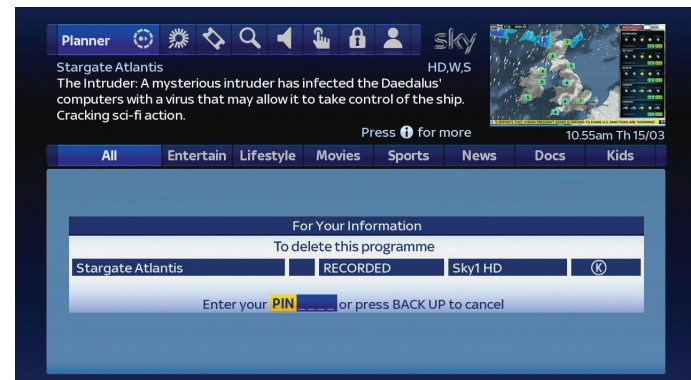 Planner
sky
Stargate Atlantis HD,W,S
The Intruder: A mysterious intruder has infected the Daedalus'
computers with a virus that may allow it to take control of the ship.
Cracking sci-fi action.
Press i for more
10.55am Th 15/03
All Entertain Lifestyle Movies Sports News Docs Kids
For Your Information
To delete this programme
Stargate Atlantis RECORDED Sky1 HD K
Enter your PIN _ _ _ _ or press BACK UP to cancel